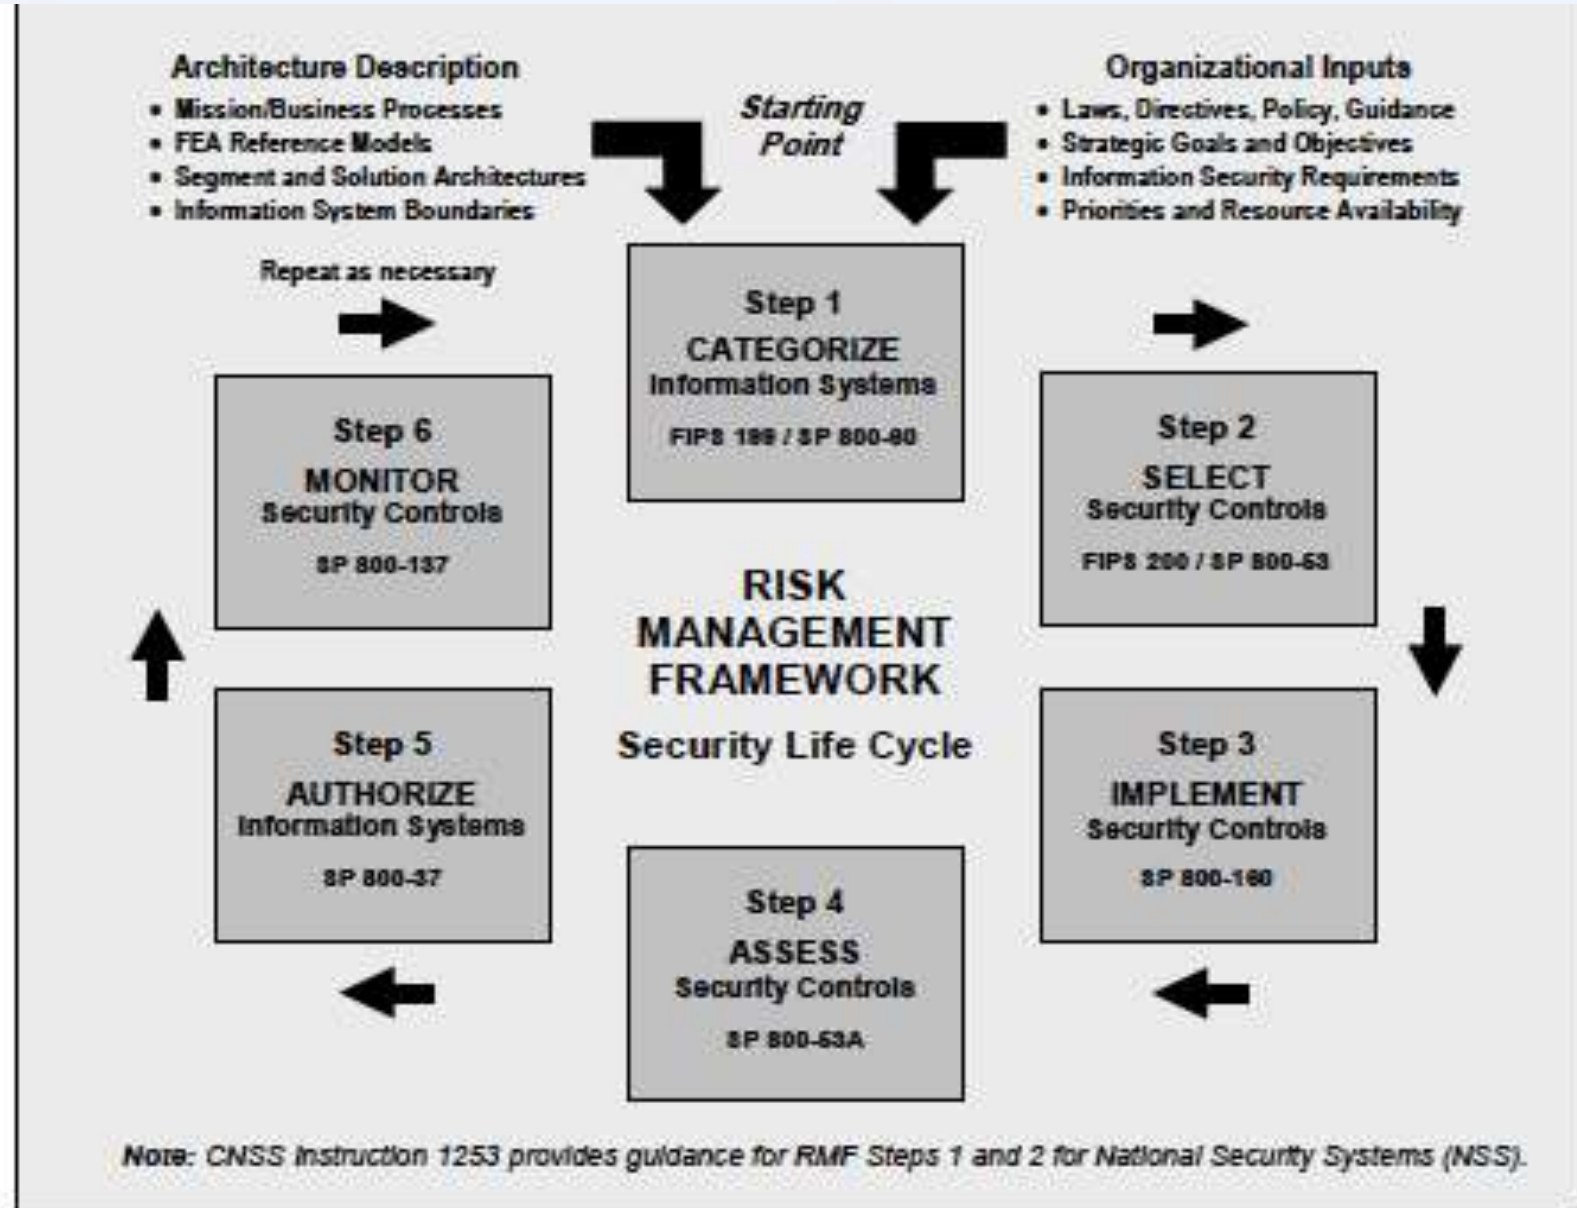 Architecture Description
• Mission/Business Processes
• FEA Reference Models
• Segment and Solution Architectures
• Information System Boundaries
Starting
Point
Organizational Inputs
• Laws, Directives, Policy, Guidance
• Strategic Goals and Objectives
• Information Security Requirements
• Priorities and Resource Availability
Repeat as necessary
Step 1
CATEGORIZE
Information Systems
FIPS 199 / SP 800-60
Step 2
SELECT
Security Controls
FIPS 200 / SP 800-53
Step 3
IMPLEMENT
Security Controls
SP 800-160
Step 4
ASSESS
Security Controls
SP 800-53A
Step 5
AUTHORIZE
Information Systems
SP 800-37
Step 6
MONITOR
Security Controls
SP 800-137
RISK
MANAGEMENT
FRAMEWORK
Security Life Cycle
Note: CNSS Instruction 1253 provides guidance for RMF Steps 1 and 2 for National Security Systems (NSS).